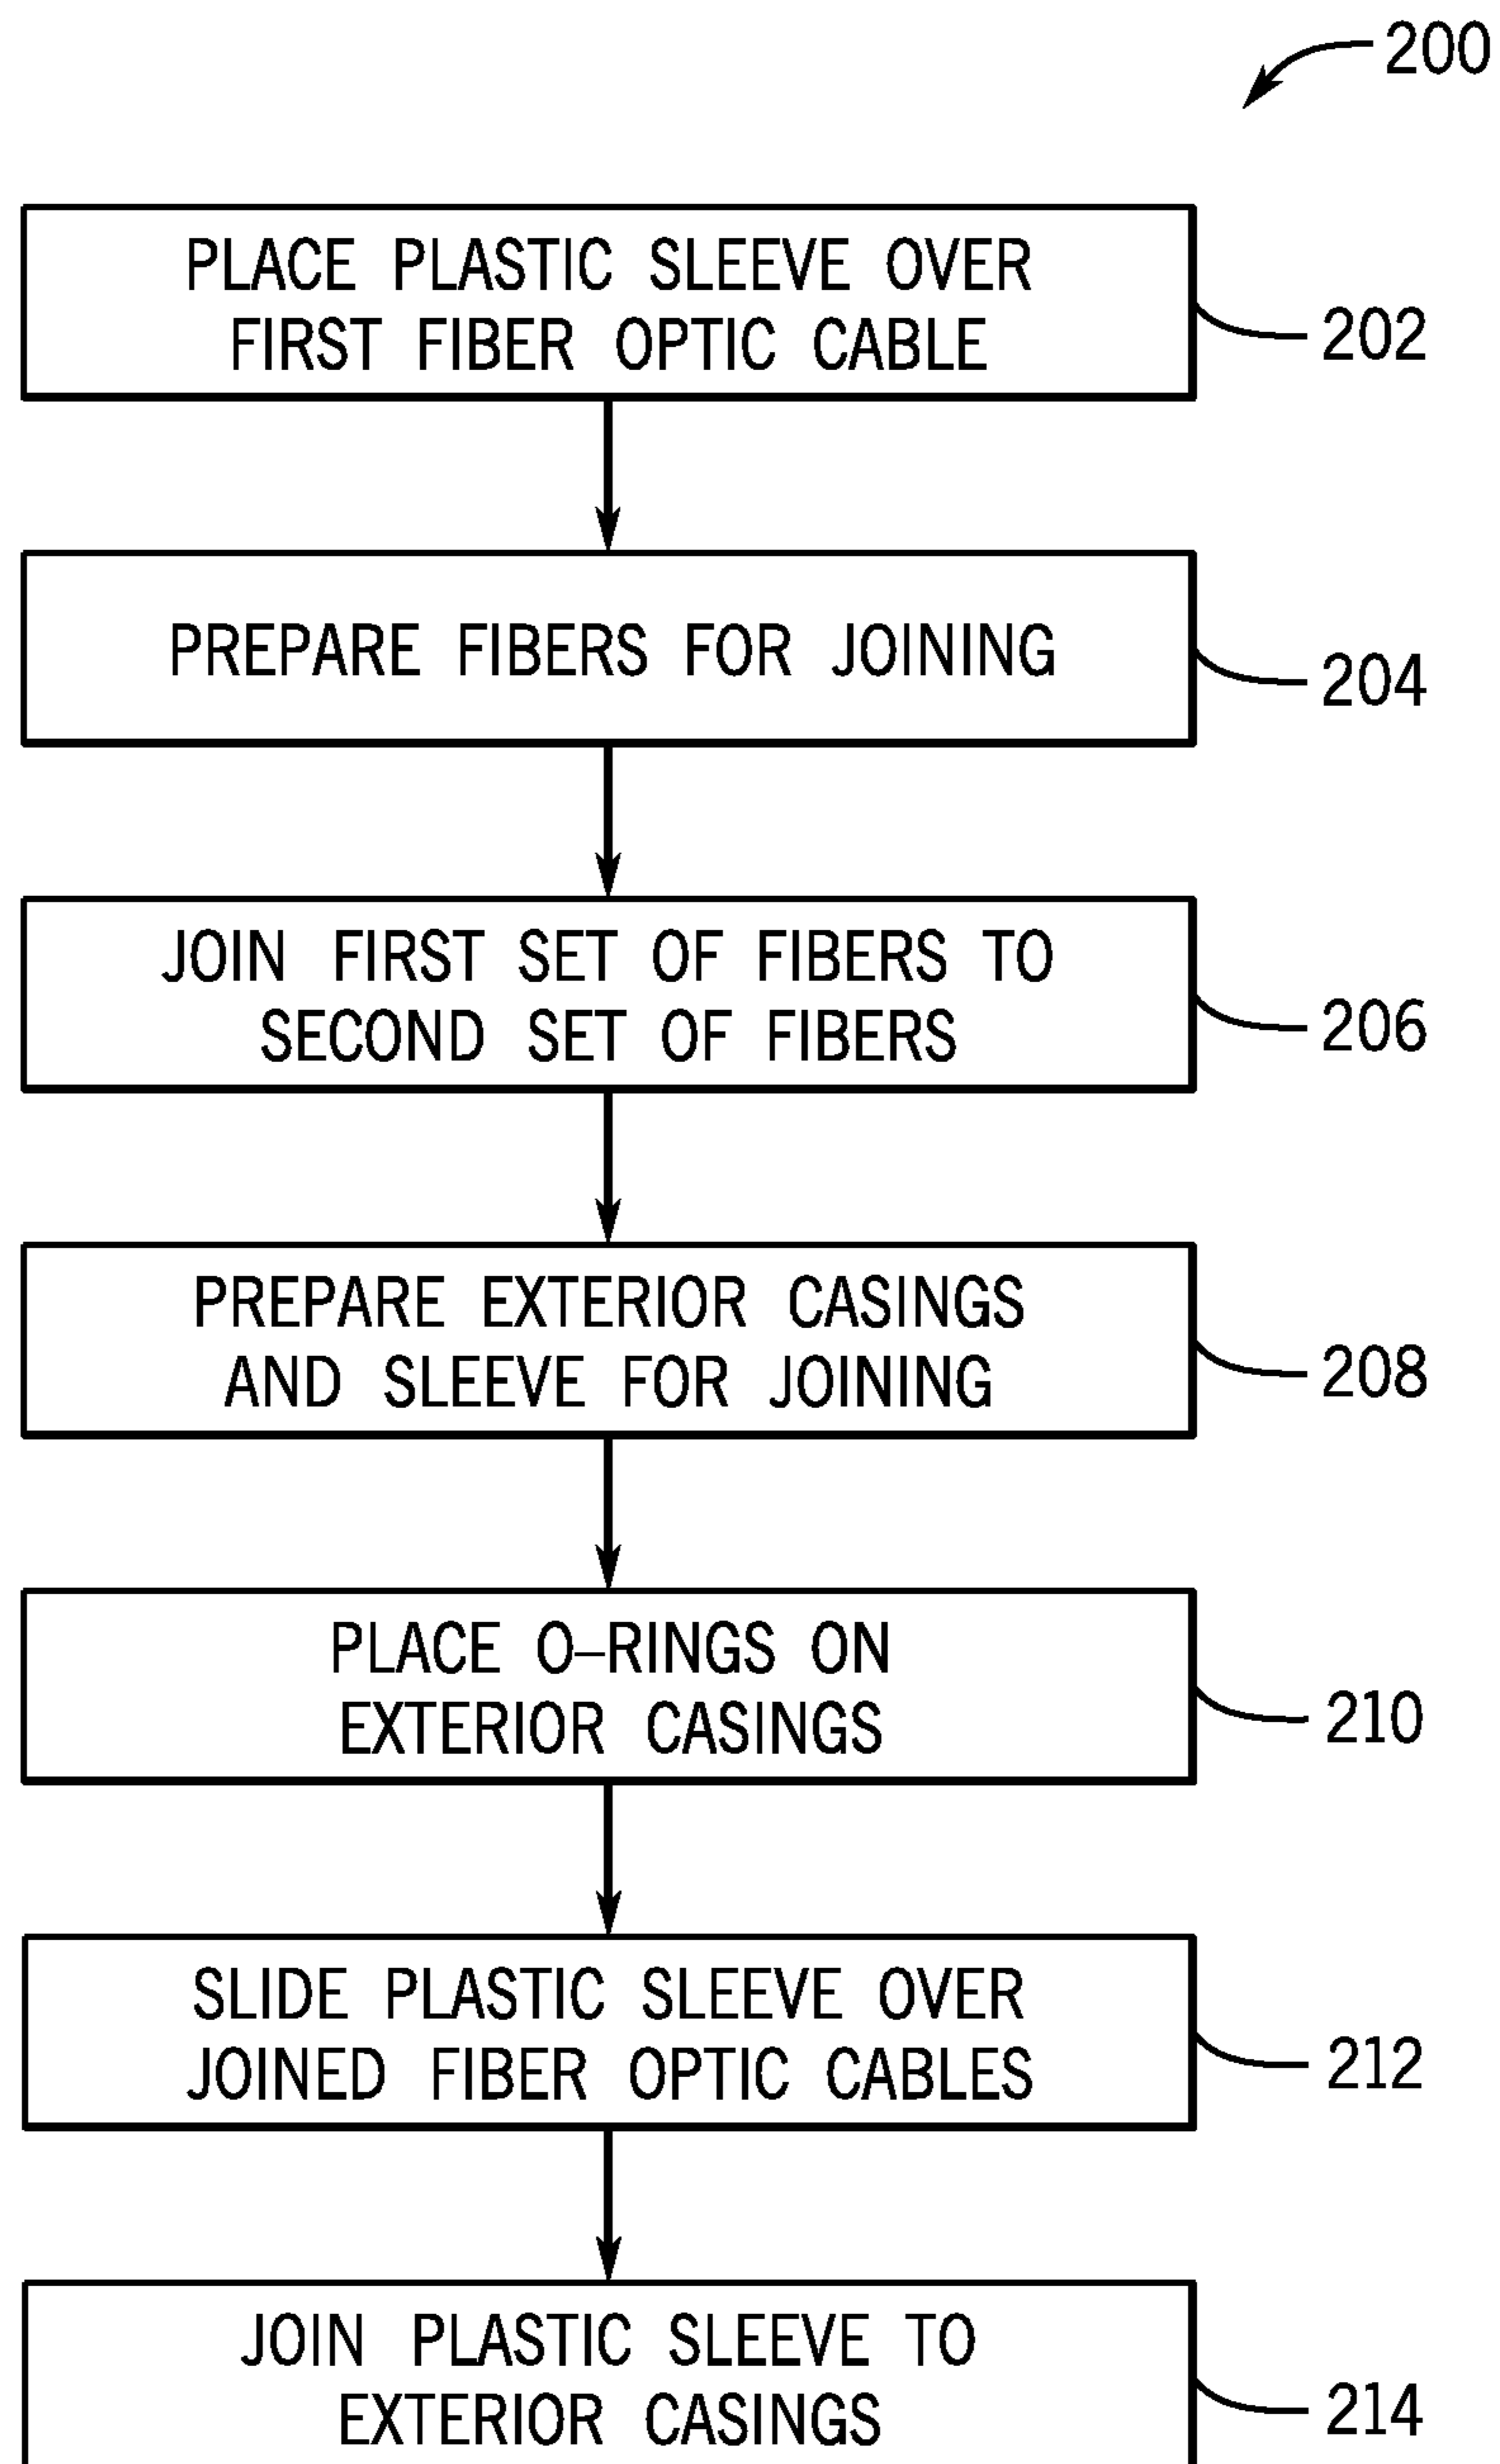 200
PLACE PLASTIC SLEEVE OVER
FIRST FIBER OPTIC CABLE
202
PREPARE FIBERS FOR JOINING
204
JOIN FIRST SET OF FIBERS TO
SECOND SET OF FIBERS
206
PREPARE EXTERIOR CASINGS
AND SLEEVE FOR JOINING
208
PLACE O–RINGS ON
EXTERIOR CASINGS
210
SLIDE PLASTIC SLEEVE OVER
JOINED FIBER OPTIC CABLES
212
JOIN PLASTIC SLEEVE TO
EXTERIOR CASINGS
214